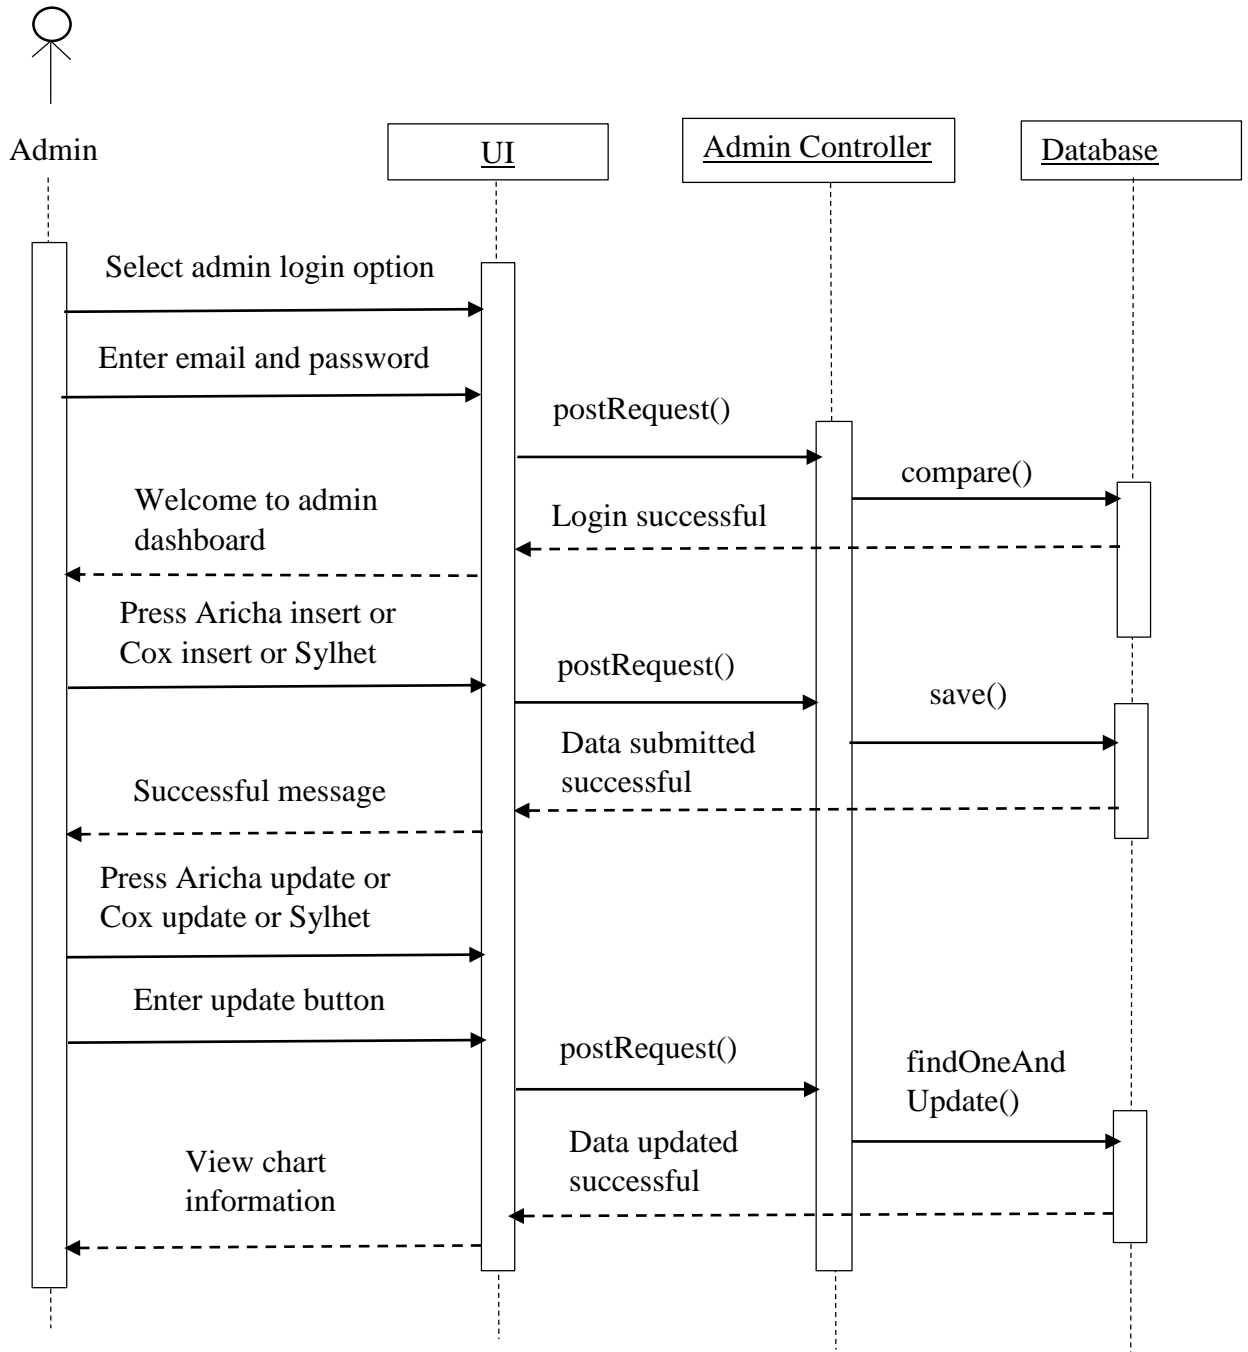 Admin
UI
Admin Controller
Database
Select admin login option
Enter email and password
postRequest()
compare()
Welcome to admin
dashboard
Login successful
Press Aricha insert or
Cox insert or Sylhet
postRequest()
save()
Data submitted
successful
Successful message
Press Aricha update or
Cox update or Sylhet
Enter update button
postRequest()
findOneAnd
Update()
Data updated
successful
View chart
information